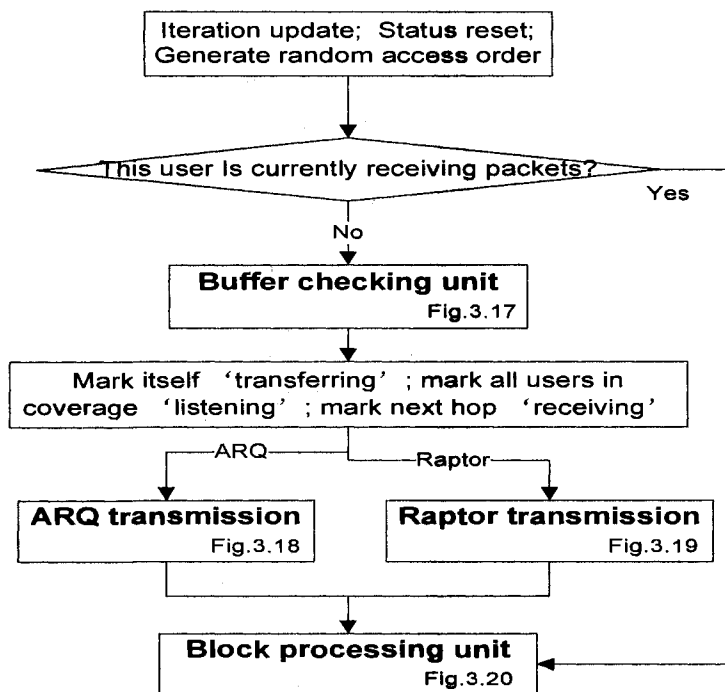 Iteration update; Status reset;
Generate random access order
This user Is currently receiving packets?
Yes
No
Buffer checking unit
Fig.3.17
Mark itself ‘transferring’ ; mark all users in
coverage ‘listening’ ; mark next hop ‘receiving’
ARQ
Raptor
ARQ transmission
Fig.3.18
Raptor transmission
Fig.3.19
Block processing unit
Fig.3.20